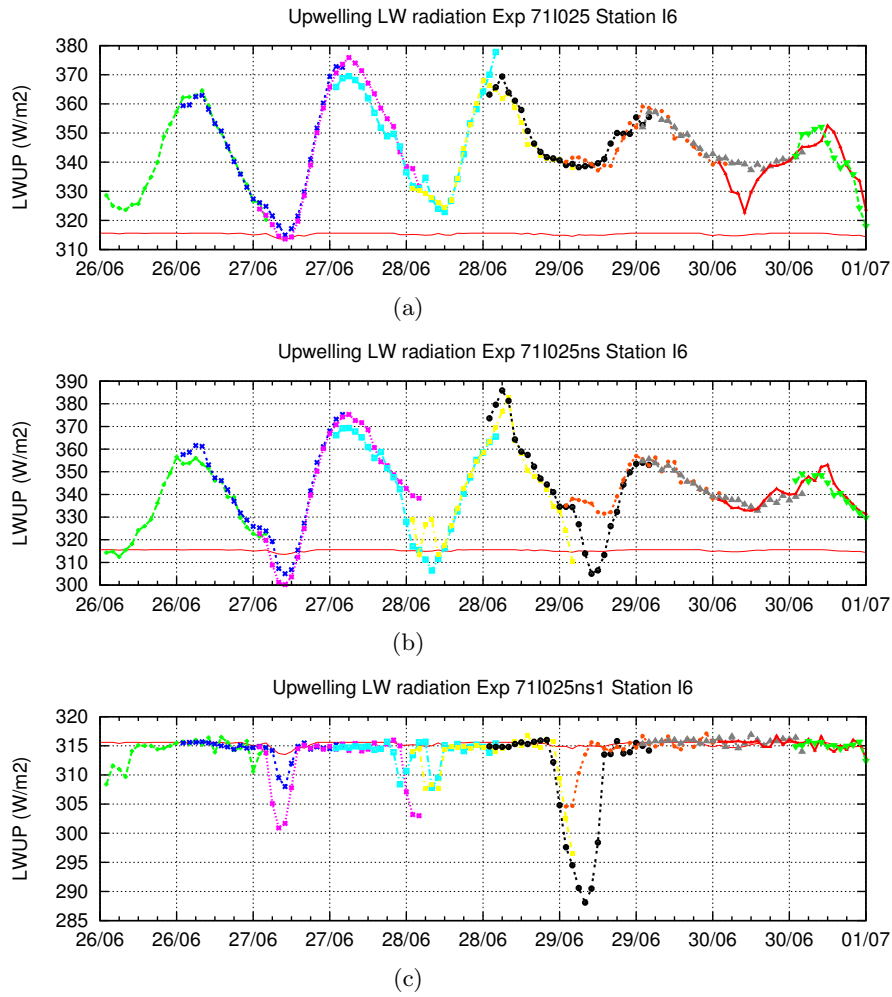 Upwelling LW radiation Exp 71I025 Station I6
LWUP (W/m2)
380
370
360
350
340
330
320
310
26/06 26/06 27/06 27/06 28/06 28/06 29/06 29/06 30/06 30/06 01/07
(a)
Upwelling LW radiation Exp 71I025ns Station I6
LWUP (W/m2)
390
380
370
360
350
340
330
320
310
300
26/06 26/06 27/06 27/06 28/06 28/06 29/06 29/06 30/06 30/06 01/07
(b)
Upwelling LW radiation Exp 71I025ns1 Station I6
LWUP (W/m2)
320
315
310
305
300
295
290
285
26/06 26/06 27/06 27/06 28/06 28/06 29/06 29/06 30/06 30/06 01/07
(c)